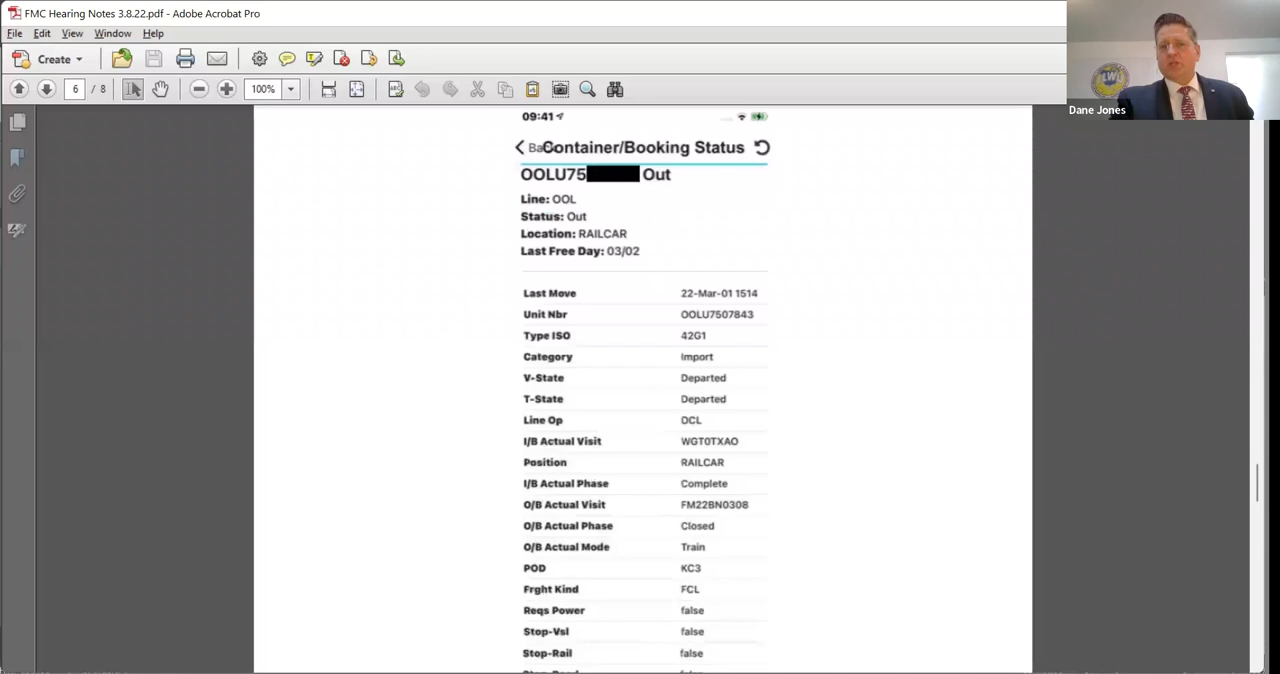 FMC Hearing Notes 3.8.22.pdf - Adobe Acrobat Pro
File Edit View Window Help
Create
6 / 8 100%
Dane Jones
LWI
09:41
Container/Booking Status
OOLU75 Out
Line: OOL
Status: Out
Location: RAILCAR
Last Free Day: 03/02
Last Move 22-Mar-01 1514
Unit Nbr OOLU7507843
Type ISO 42G1
Category Import
V-State Departed
T-State Departed
Line Op OCL
I/B Actual Visit WGT0TXAO
Position RAILCAR
I/B Actual Phase Complete
O/B Actual Visit FM22BN0308
O/B Actual Phase Closed
O/B Actual Mode Train
POD KC3
Frght Kind FCL
Reqs Power false
Stop-Vsl false
Stop-Rail false